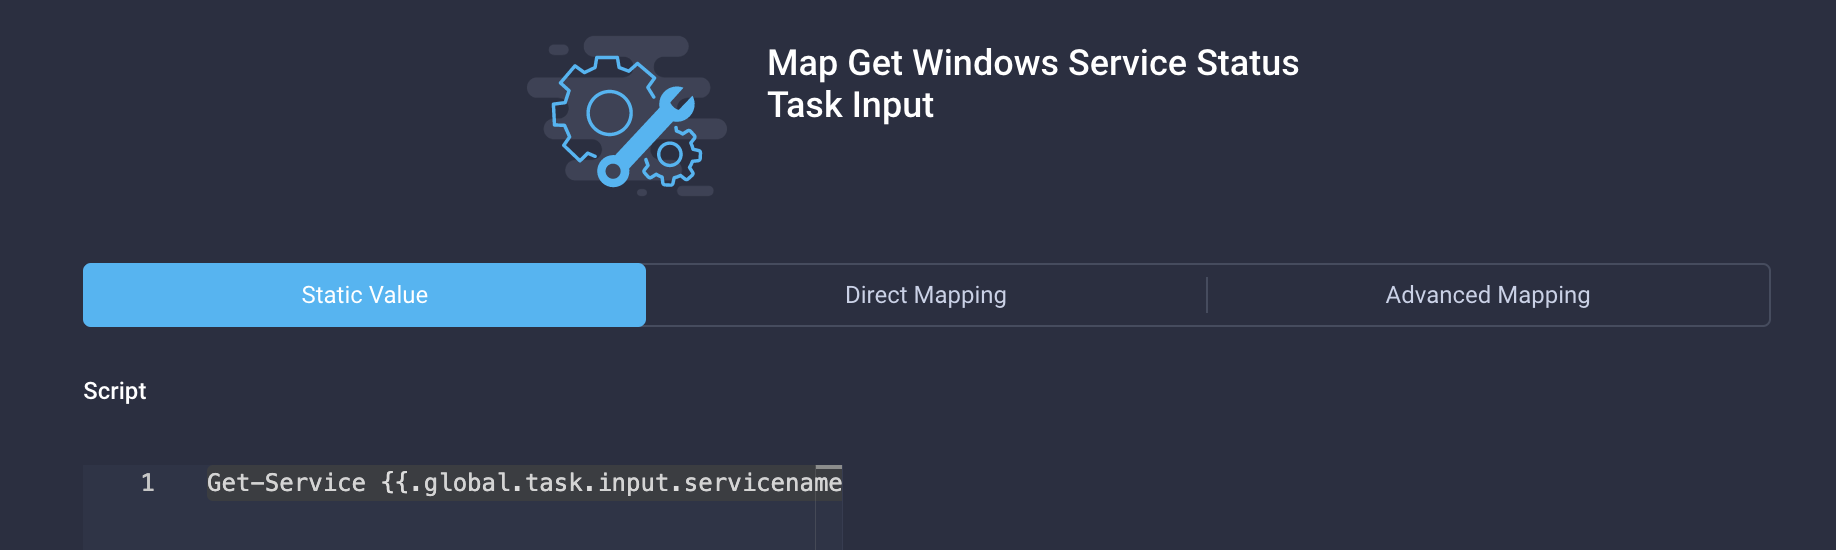 Map Get Windows Service Status
Task Input
Static Value
Direct Mapping
Advanced Mapping
Script
1 Get-Service {{.global.task.input.servicename